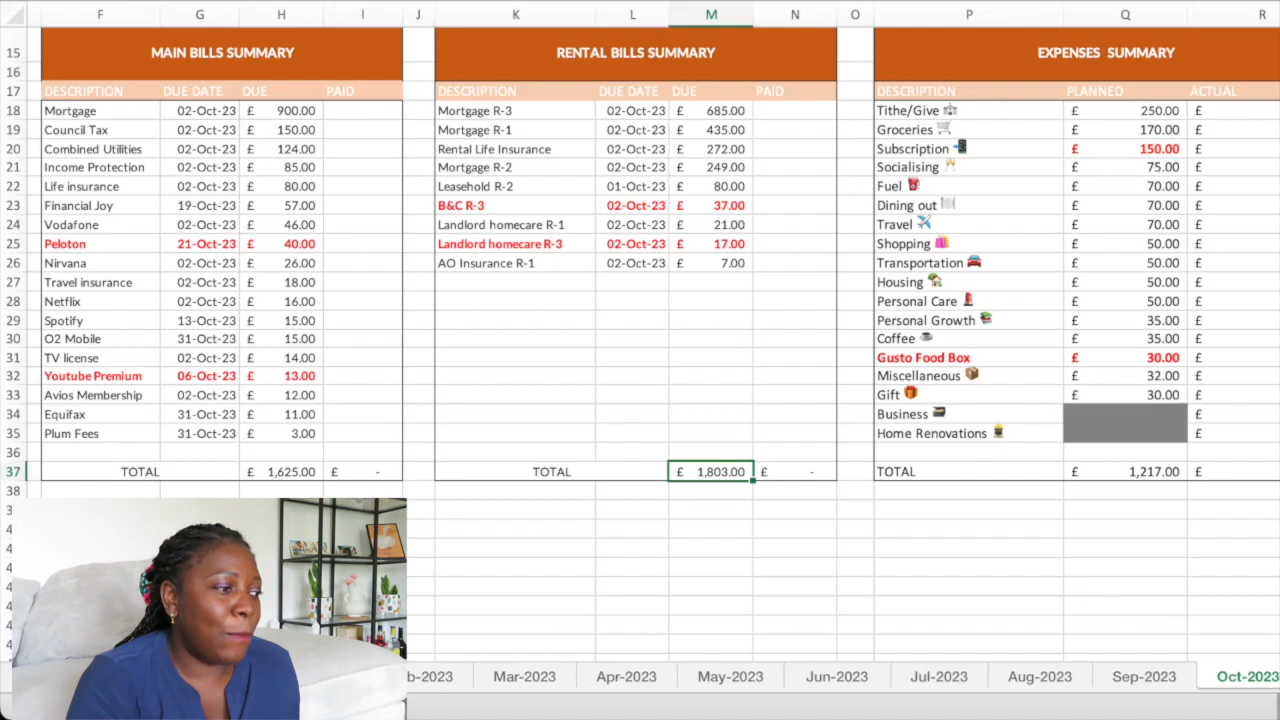 F G H I J K L M N O P Q R
15 MAIN BILLS SUMMARY RENTAL BILLS SUMMARY EXPENSES SUMMARY
16
17 DESCRIPTION DUE DATE DUE PAID DESCRIPTION DUE DATE DUE PAID DESCRIPTION PLANNED ACTUAL
18 Mortgage 02-Oct-23 £ 900.00 Mortgage R-3 02-Oct-23 £ 685.00 Tithe/Give £ 250.00 £
19 Council Tax 02-Oct-23 £ 150.00 Mortgage R-1 02-Oct-23 £ 435.00 Groceries £ 170.00 £
20 Combined Utilities 02-Oct-23 £ 124.00 Rental Life Insurance 02-Oct-23 £ 272.00 Subscription £ 150.00 £
21 Income Protection 02-Oct-23 £ 85.00 Mortgage R-2 02-Oct-23 £ 249.00 Socialising £ 75.00 £
22 Life insurance 02-Oct-23 £ 80.00 Leasehold R-2 01-Oct-23 £ 80.00 Fuel £ 70.00 £
23 Financial Joy 19-Oct-23 £ 57.00 B&C R-3 02-Oct-23 £ 37.00 Dining out £ 70.00 £
24 Vodafone 02-Oct-23 £ 46.00 Landlord homecare R-1 02-Oct-23 £ 21.00 Travel £ 70.00 £
25 Peloton 21-Oct-23 £ 40.00 Landlord homecare R-3 02-Oct-23 £ 17.00 Shopping £ 50.00 £
26 Nirvana 02-Oct-23 £ 26.00 AO Insurance R-1 02-Oct-23 £ 7.00 Transportation £ 50.00 £
27 Travel insurance 02-Oct-23 £ 18.00 Housing £ 50.00 £
28 Netflix 02-Oct-23 £ 16.00 Personal Care £ 50.00 £
29 Spotify 13-Oct-23 £ 15.00 Personal Growth £ 35.00 £
30 O2 Mobile 31-Oct-23 £ 15.00 Coffee £ 35.00 £
31 TV license 02-Oct-23 £ 14.00 Gusto Food Box £ 30.00 £
32 Youtube Premium 06-Oct-23 £ 13.00 Miscellaneous £ 32.00 £
33 Avios Membership 02-Oct-23 £ 12.00 Gift £ 30.00 £
34 Equifax 31-Oct-23 £ 11.00 Business £
35 Plum Fees 31-Oct-23 £ 3.00 Home Renovations £
36
37 TOTAL £ 1,625.00 £ - TOTAL £ 1,803.00 £ - TOTAL £ 1,217.00 £
38
b-2023 Mar-2023 Apr-2023 May-2023 Jun-2023 Jul-2023 Aug-2023 Sep-2023 Oct-2023